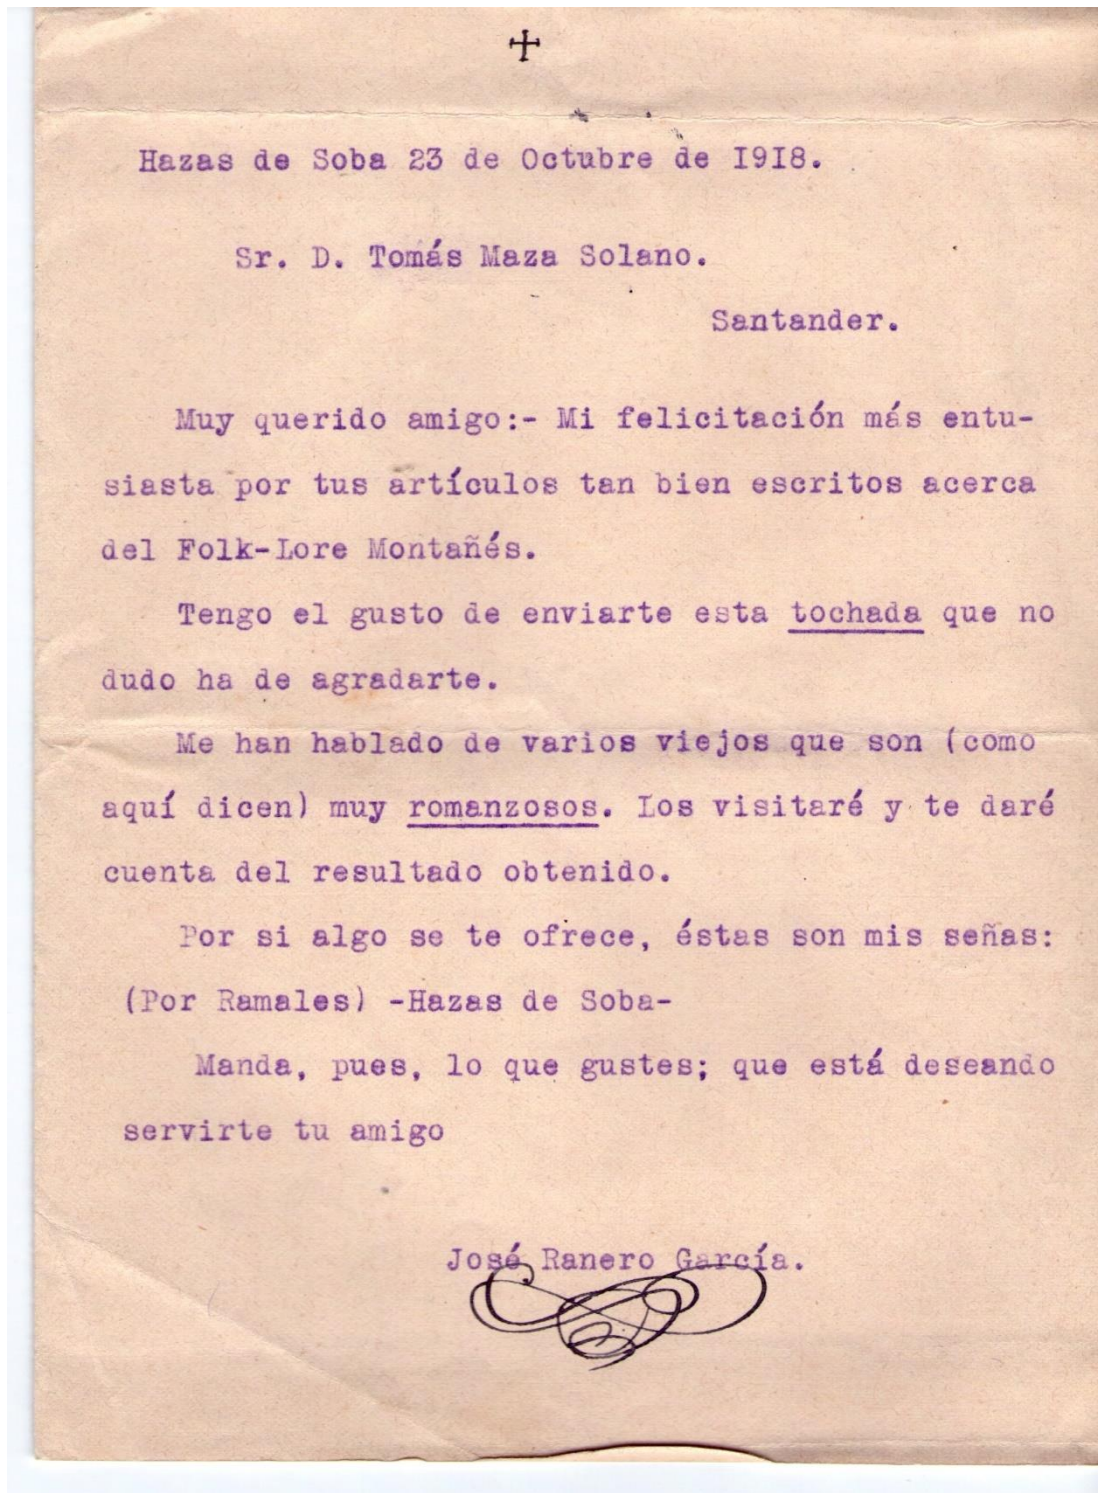 Hazas de Soba 23 de Octubre de I9I8.
Sr. D. Tomás Maza Solano.
Santander.
Muy querido amigo:- Mi felicitación más entu-
siasta por tus artículos tan bien escritos acerca
del Folk-Lore Montañés.
Tengo el gusto de enviarte esta tochada que no
dudo ha de agradarte.
Me han hablado de varios viejos que son (como
aquí dicen) muy romanzosos. Los visitaré y te daré
cuenta del resultado obtenido.
Por si algo se te ofrece, éstas son mis señas:
(Por Ramales) -Hazas de Soba-
Manda, pues, lo que gustes; que está deseando
servirte tu amigo
José Ranero García.